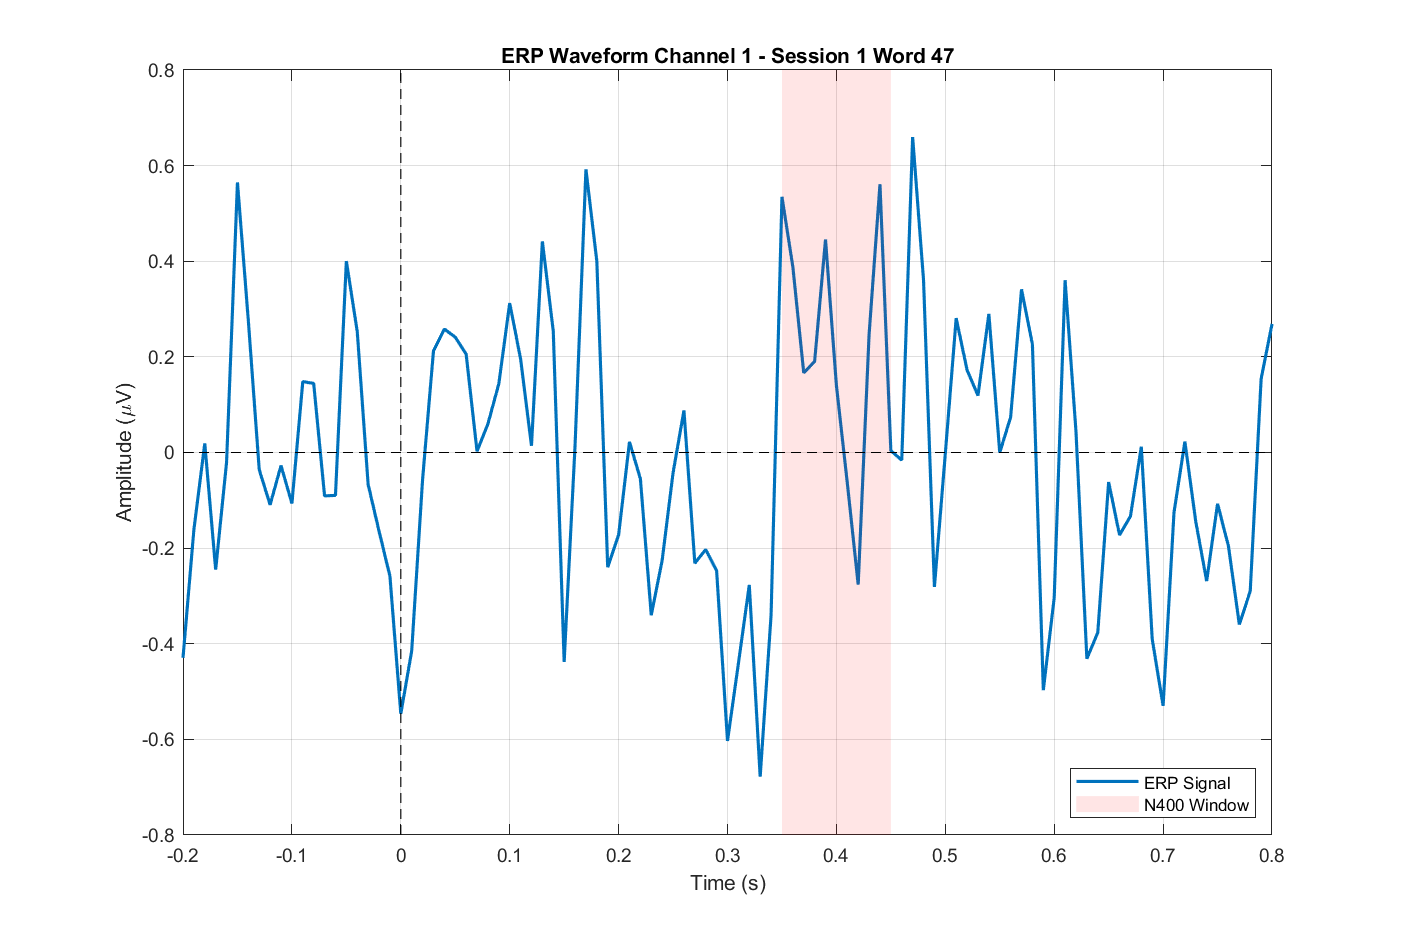 ERP Waveform Channel 1 - Session 1 Word 47
0.8
0.6
0.4
0.2
0
-0.2
-0.4
-0.6
-0.8
Amplitude (μV)
-0.2 -0.1 0 0.1 0.2 0.3 0.4 0.5 0.6 0.7 0.8
Time (s)
ERP Signal
N400 Window